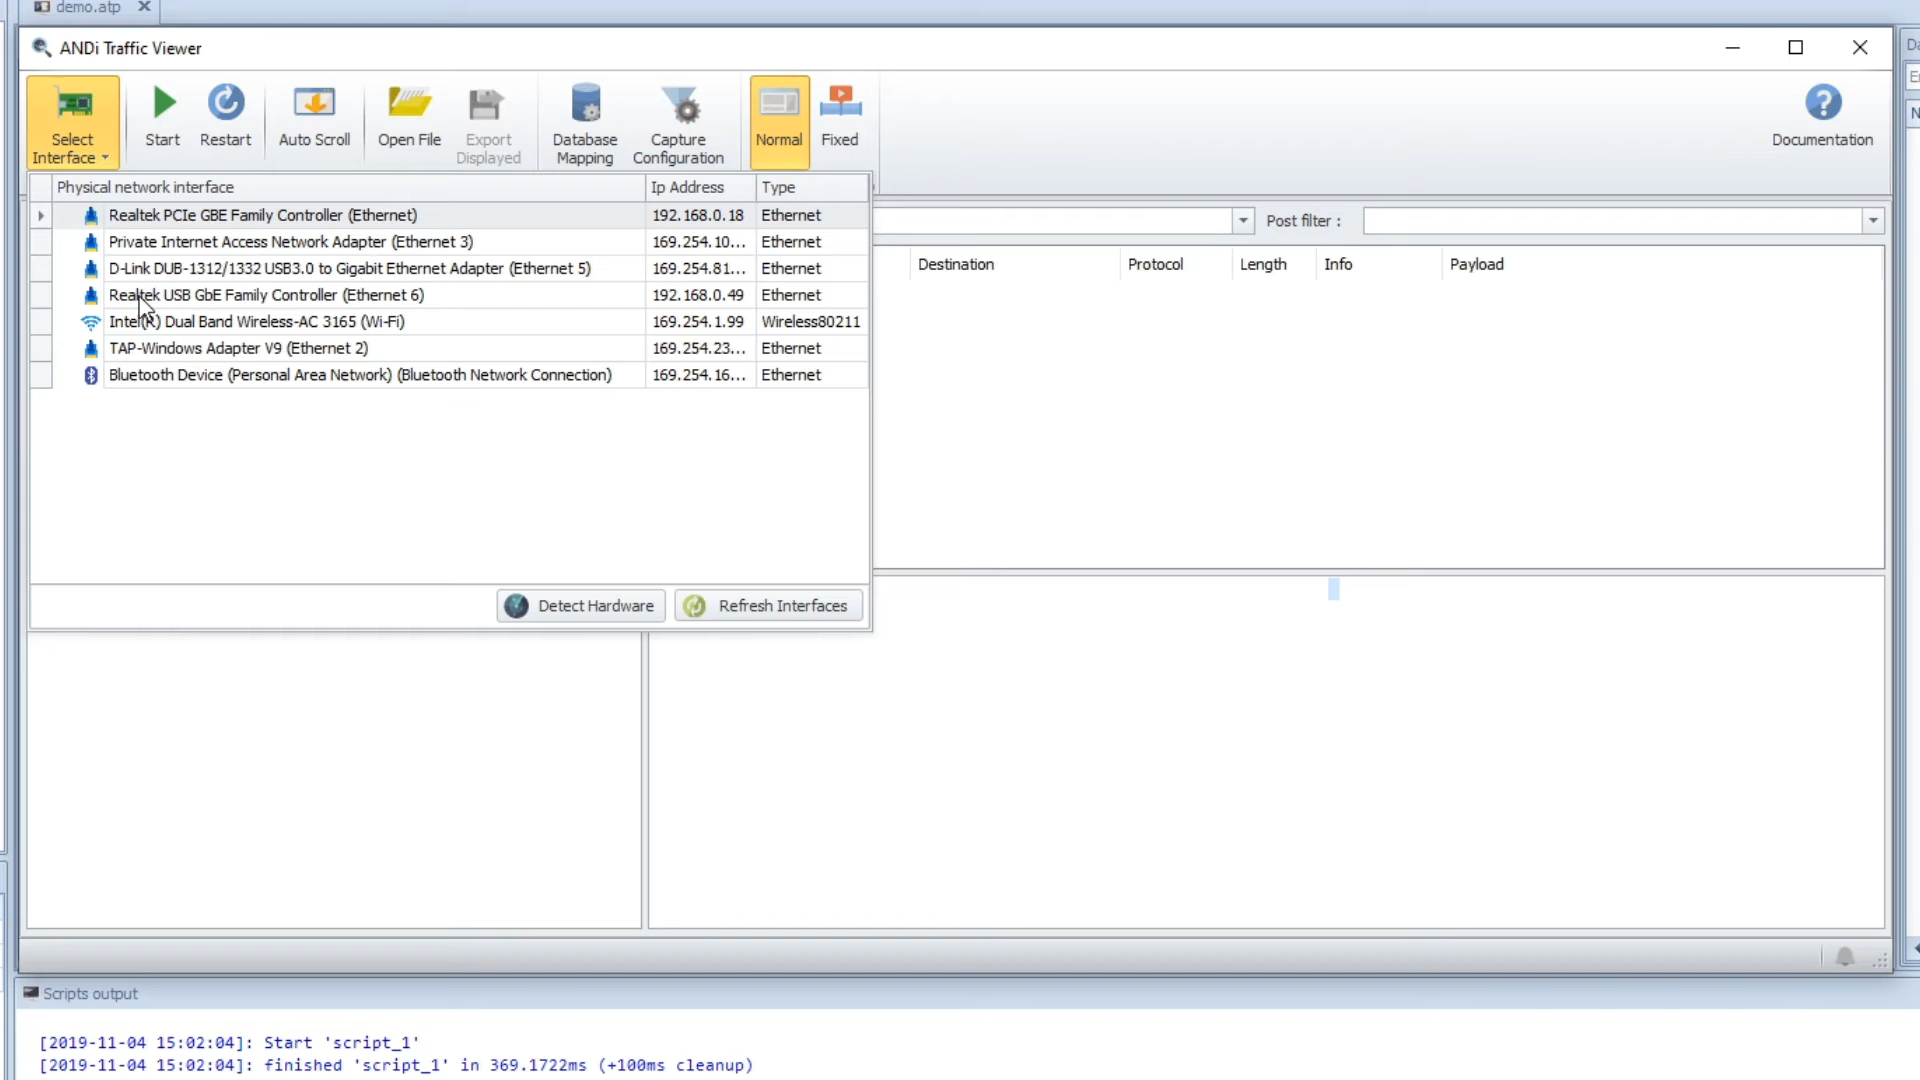 demo.atp
Da
ANDi Traffic Viewer
Select Interface
Start
Restart
Auto Scroll
Open File
Export Displayed
Database Mapping
Capture Configuration
Normal
Fixed
Documentation
Physical network interface Ip Address Type
Realtek PCIe GBE Family Controller (Ethernet) 192.168.0.18 Ethernet
Private Internet Access Network Adapter (Ethernet 3) 169.254.10... Ethernet
D-Link DUB-1312/1332 USB3.0 to Gigabit Ethernet Adapter (Ethernet 5) 169.254.81... Ethernet
Realtek USB GbE Family Controller (Ethernet 6) 192.168.0.49 Ethernet
Intel(R) Dual Band Wireless-AC 3165 (Wi-Fi) 169.254.1.99 Wireless80211
TAP-Windows Adapter V9 (Ethernet 2) 169.254.23... Ethernet
Bluetooth Device (Personal Area Network) (Bluetooth Network Connection) 169.254.16... Ethernet
Post filter :
Destination Protocol Length Info Payload
Detect Hardware Refresh Interfaces
Scripts output
[2019-11-04 15:02:04]: Start 'script_1'
[2019-11-04 15:02:04]: finished 'script_1' in 369.1722ms (+100ms cleanup)